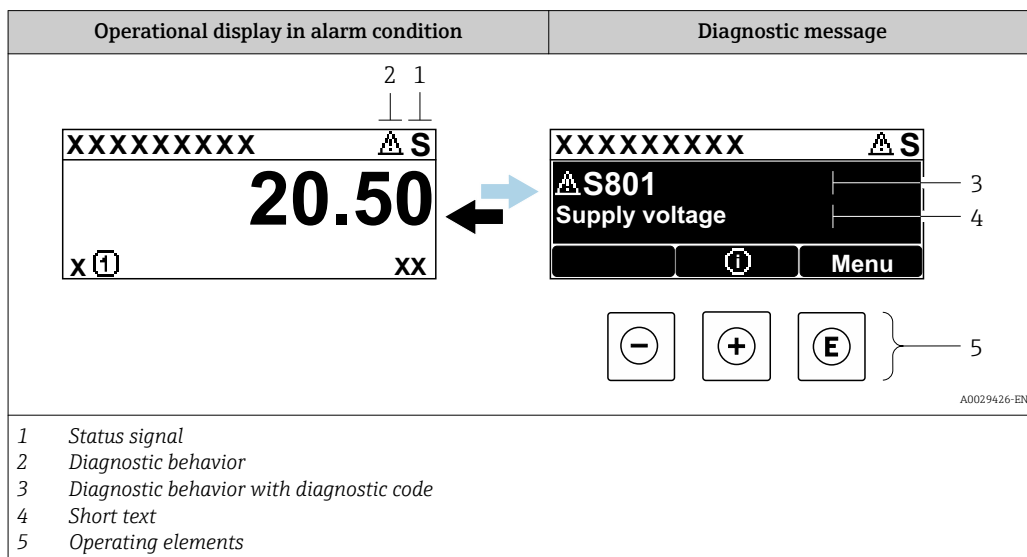 Operational display in alarm condition
Diagnostic message
2 1
XXXXXXXXX ⚠ S
20.50
X ① XX
XXXXXXXXX ⚠ S
⚠S801
Supply voltage
ⓘ Menu
3
4
− + E
5
A0029426-EN
1 Status signal
2 Diagnostic behavior
3 Diagnostic behavior with diagnostic code
4 Short text
5 Operating elements